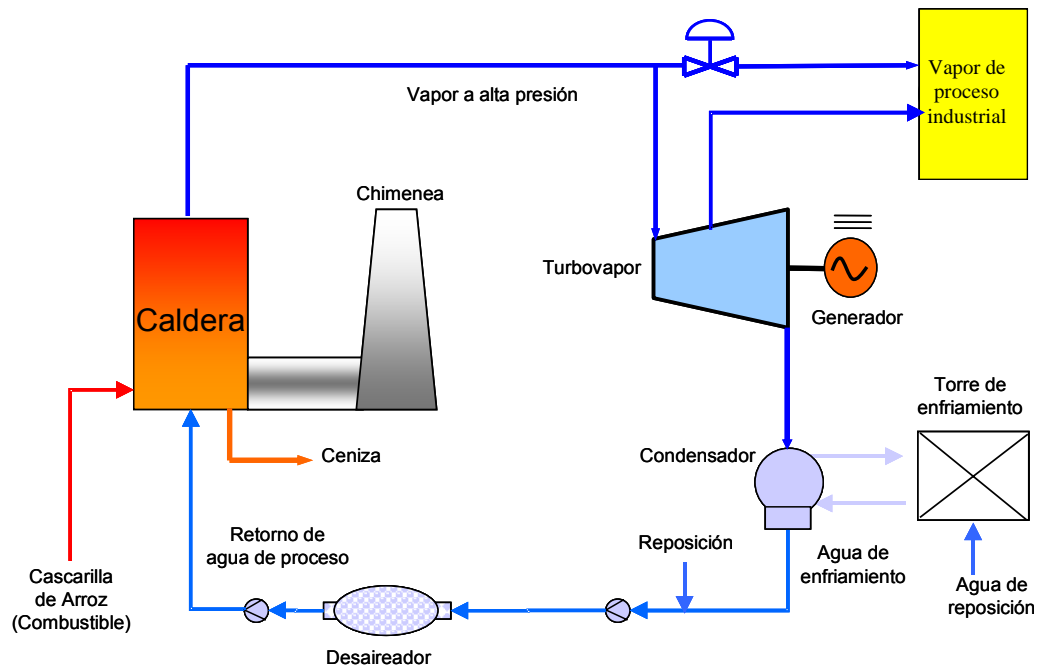 Vapor de
proceso
industrial
Vapor a alta presión
Chimenea
Turbovapor
Caldera
Generador
Torre de
enfriamiento
Ceniza
Condensador
Retorno de
agua de proceso
Reposición
Agua de
enfriamiento
Cascarilla
de Arroz
(Combustible)
Agua de
reposición
Desaireador